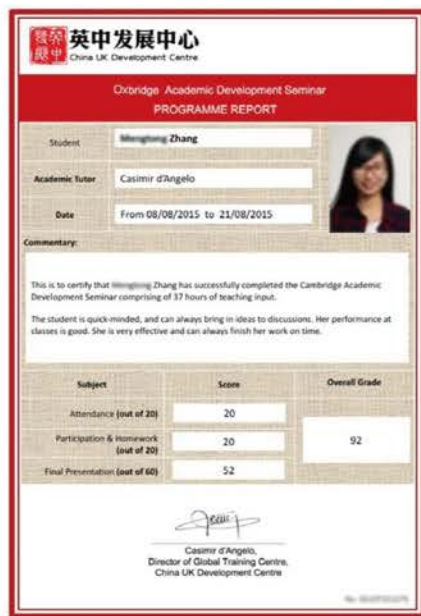 英中发展中心
China UK Development Centre
Oxbridge Academic Development Seminar
PROGRAMME REPORT
Student
Zhang
Academic Tutor
Casimir d'Angelo
Date
From 08/08/2015 to 21/08/2015
Commentary:
This is to certify that Zhang has successfully completed the Cambridge Academic
Development Seminar comprising of 37 hours of teaching input.
The student is quick-minded, and can always bring in ideas to discussions. Her performance at
classes is good. She is very effective and can always finish her work on time.
Subject Score Overall Grade
Attendance (out of 20) 20
Participation & Homework
(out of 20) 20 92
Final Presentation (out of 60) 52
Casimir d'Angelo,
Director of Global Training Centre,
China UK Development Centre